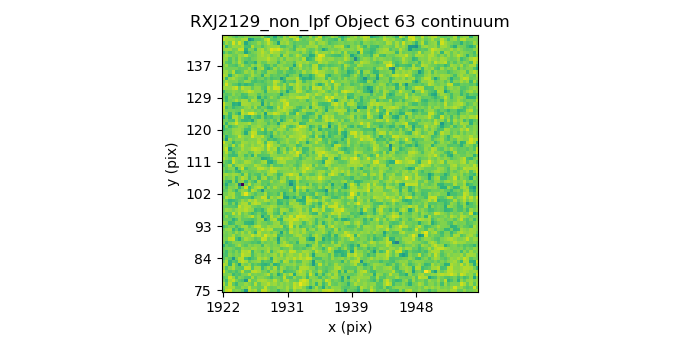 RXJ2129_non_lpf Object 63 continuum
137
129
120
111
102
93
84
75
y (pix)
1922 1931 1939 1948
x (pix)